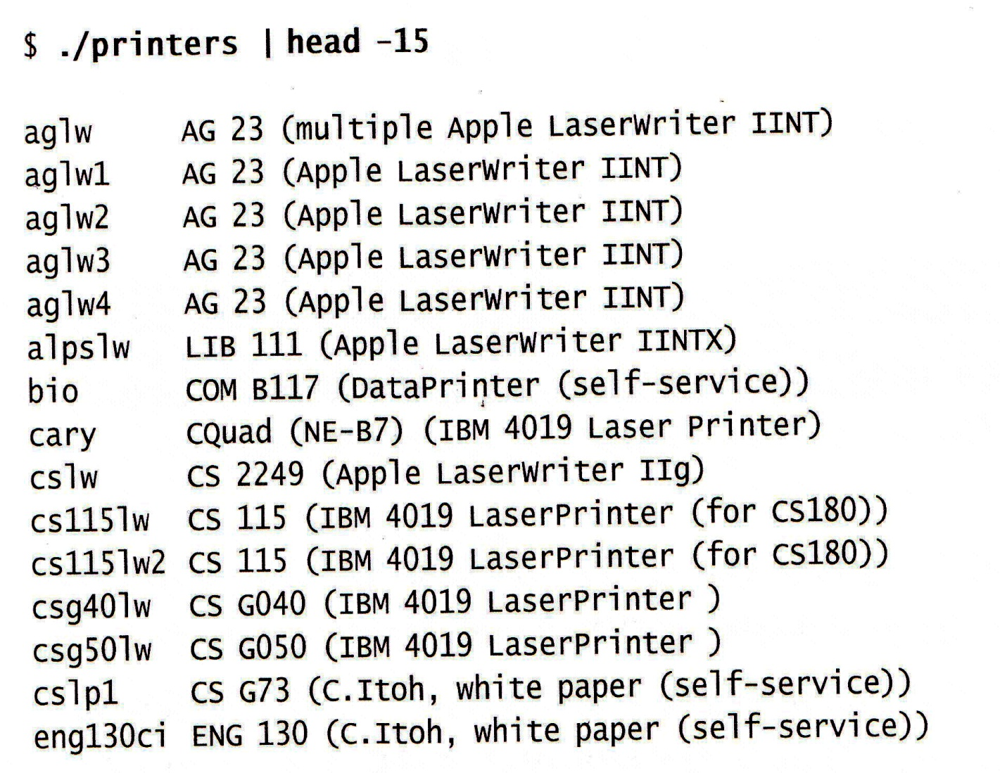 $ ./printers | head -15
aglw AG 23 (multiple Apple LaserWriter IINT)
aglw1 AG 23 (Apple LaserWriter IINT)
aglw2 AG 23 (Apple LaserWriter IINT)
aglw3 AG 23 (Apple LaserWriter IINT)
aglw4 AG 23 (Apple LaserWriter IINT)
alpslw LIB 111 (Apple LaserWriter IINTX)
bio COM B117 (DataPrinter (self-service))
cary CQuad (NE-B7) (IBM 4019 Laser Printer)
cslw CS 2249 (Apple LaserWriter IIg)
cs115lw CS 115 (IBM 4019 LaserPrinter (for CS180))
cs115lw2 CS 115 (IBM 4019 LaserPrinter (for CS180))
csg40lw CS G040 (IBM 4019 LaserPrinter )
csg50lw CS G050 (IBM 4019 LaserPrinter )
cslp1 CS G73 (C.Itoh, white paper (self-service))
eng130ci ENG 130 (C.Itoh, white paper (self-service))